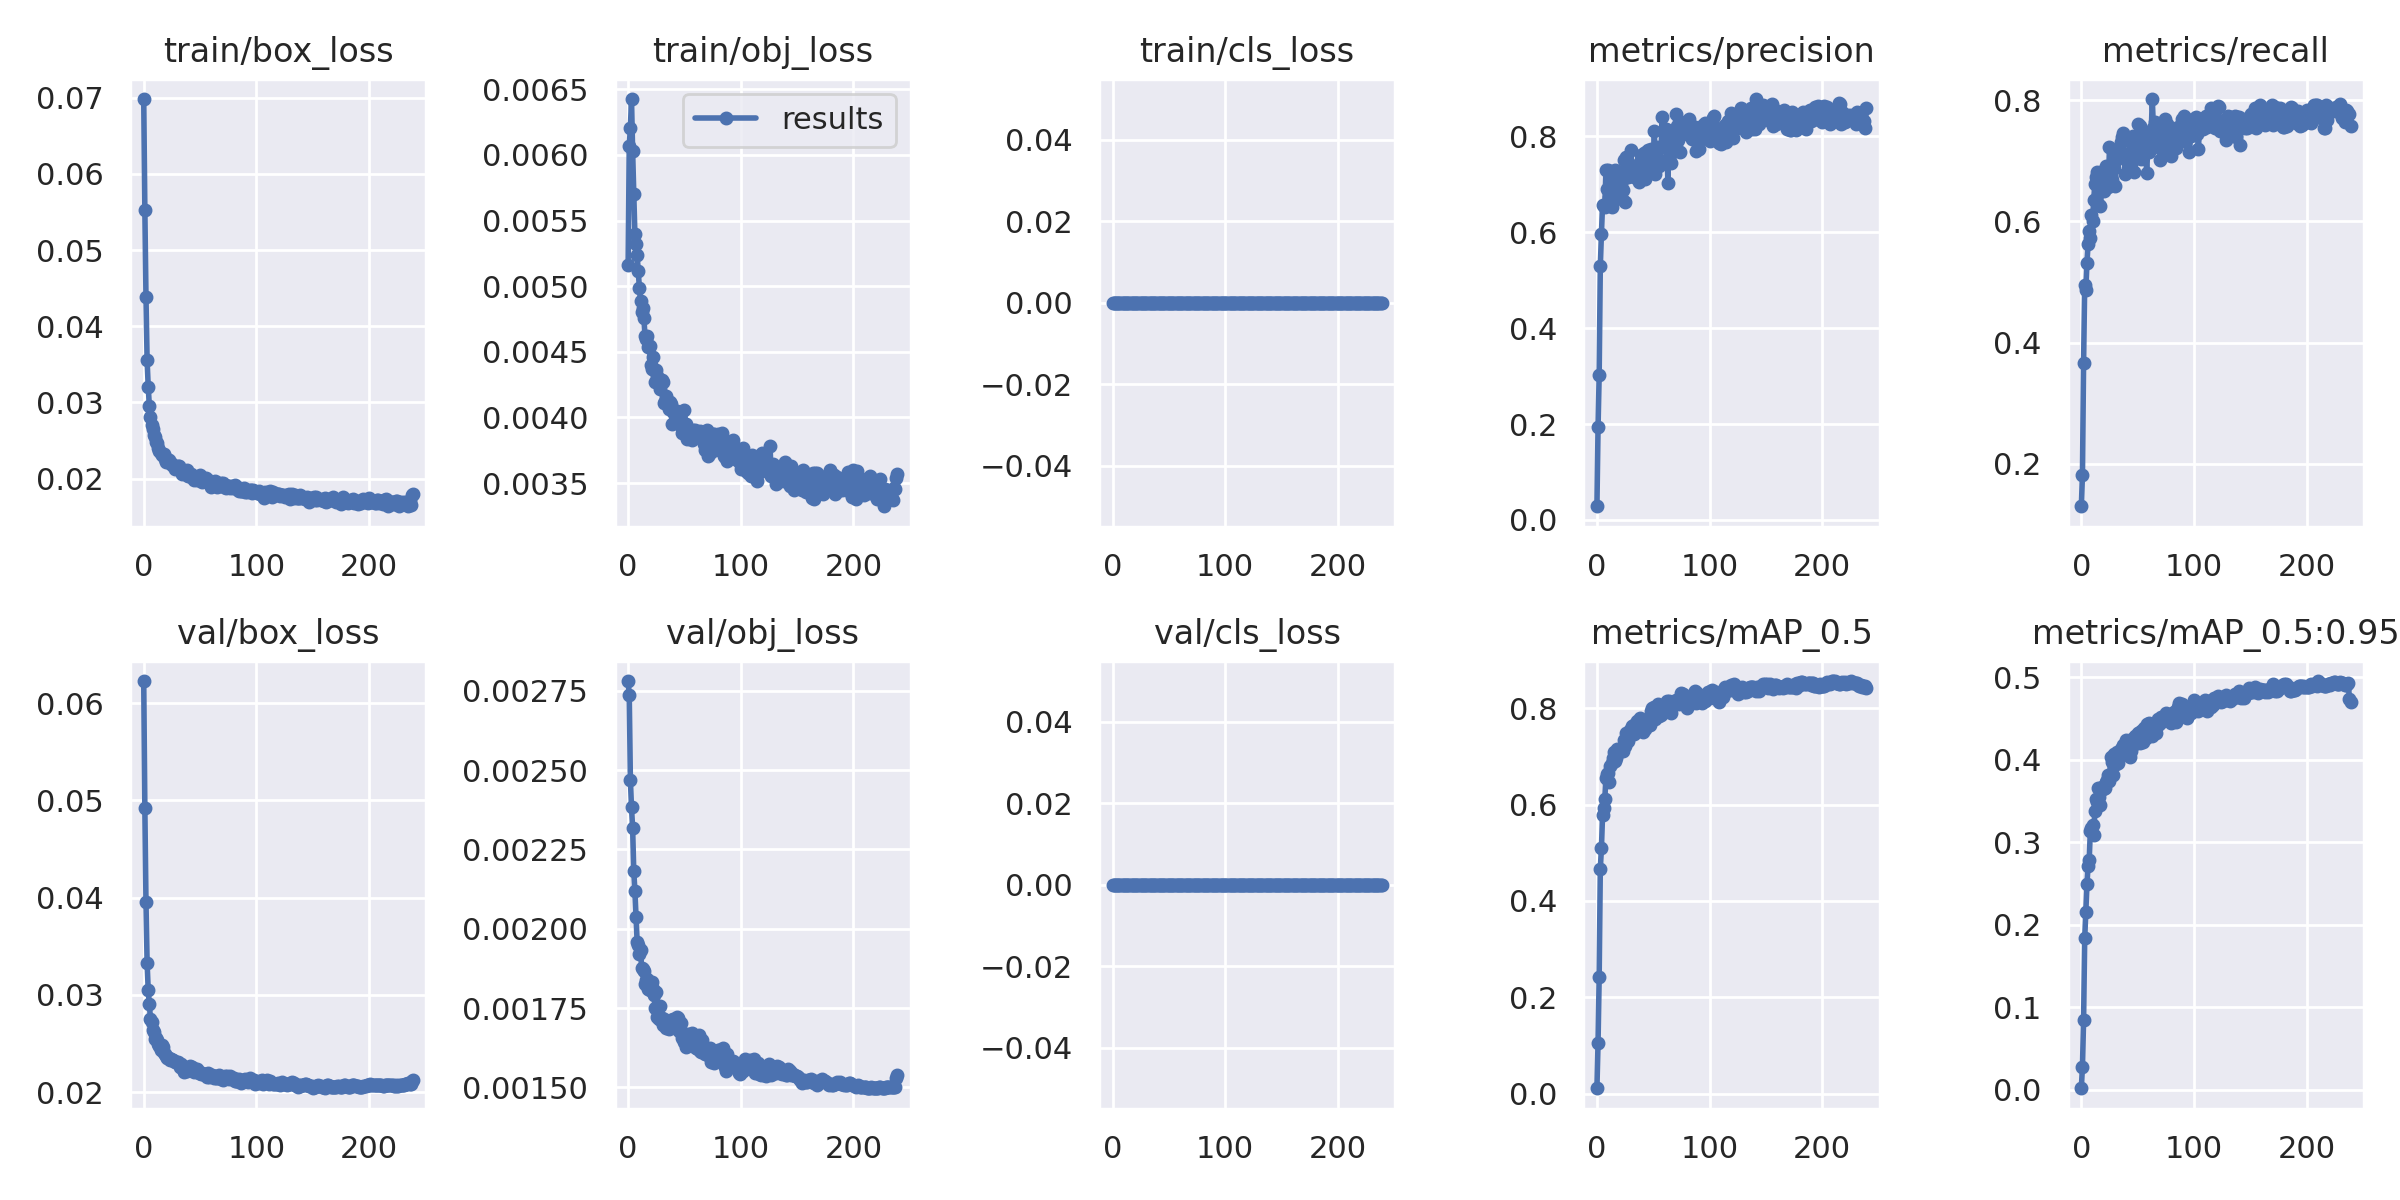 train/box_loss
0.07
0.06
0.05
0.04
0.03
0.02
0 100 200
train/obj_loss
results
0.0065
0.0060
0.0055
0.0050
0.0045
0.0040
0.0035
0 100 200
train/cls_loss
0.04
0.02
0.00
−0.02
−0.04
0 100 200
metrics/precision
0.8
0.6
0.4
0.2
0.0
0 100 200
metrics/recall
0.8
0.6
0.4
0.2
0 100 200
val/box_loss
0.06
0.05
0.04
0.03
0.02
0 100 200
val/obj_loss
0.00275
0.00250
0.00225
0.00200
0.00175
0.00150
0 100 200
val/cls_loss
0.04
0.02
0.00
−0.02
−0.04
0 100 200
metrics/mAP_0.5
0.8
0.6
0.4
0.2
0.0
0 100 200
metrics/mAP_0.5:0.95
0.5
0.4
0.3
0.2
0.1
0.0
0 100 200